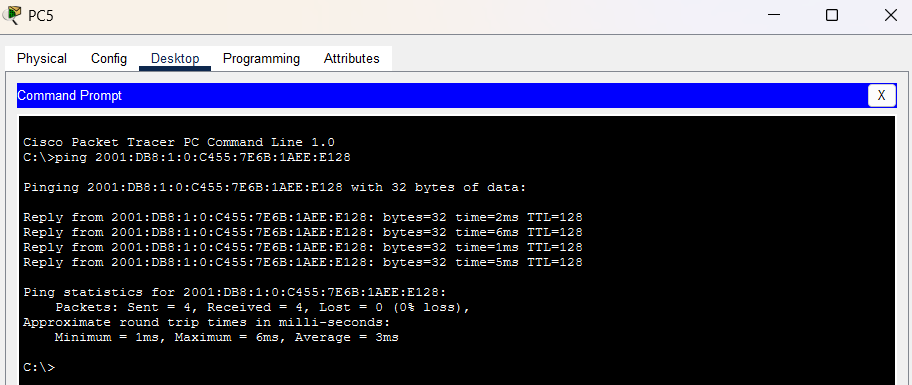 PC5
Physical Config Desktop Programming Attributes
Command Prompt X
Cisco Packet Tracer PC Command Line 1.0
C:\>ping 2001:DB8:1:0:C455:7E6B:1AEE:E128
Pinging 2001:DB8:1:0:C455:7E6B:1AEE:E128 with 32 bytes of data:
Reply from 2001:DB8:1:0:C455:7E6B:1AEE:E128: bytes=32 time=2ms TTL=128
Reply from 2001:DB8:1:0:C455:7E6B:1AEE:E128: bytes=32 time=6ms TTL=128
Reply from 2001:DB8:1:0:C455:7E6B:1AEE:E128: bytes=32 time=1ms TTL=128
Reply from 2001:DB8:1:0:C455:7E6B:1AEE:E128: bytes=32 time=5ms TTL=128
Ping statistics for 2001:DB8:1:0:C455:7E6B:1AEE:E128:
    Packets: Sent = 4, Received = 4, Lost = 0 (0% loss),
Approximate round trip times in milli-seconds:
    Minimum = 1ms, Maximum = 6ms, Average = 3ms
C:\>